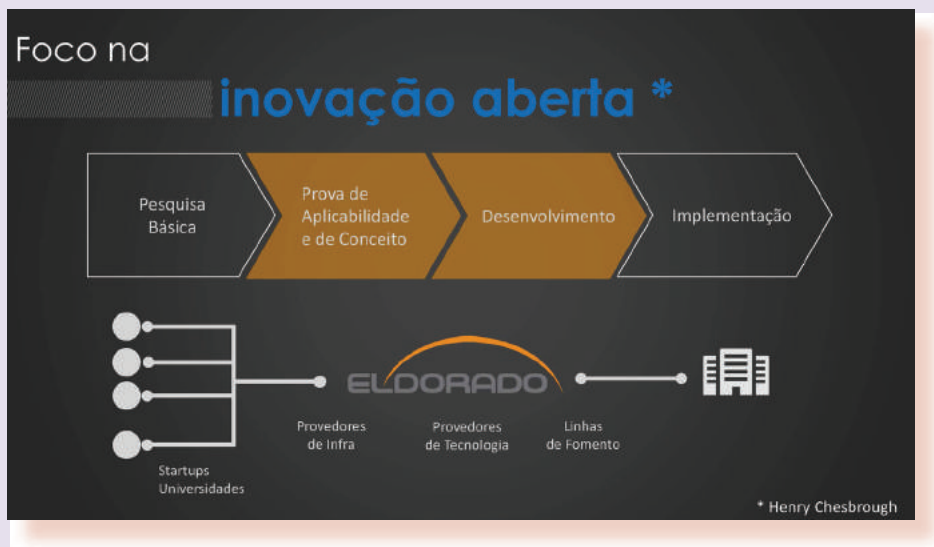 Foco na
inovação aberta *
Pesquisa
Básica
Prova de
Aplicabilidade
e de Conceito
Desenvolvimento
Implementação
ELDORADO
Provedores
de Infra
Provedores
de Tecnologia
Linhas
de Fomento
Startups
Universidades
* Henry Chesbrough